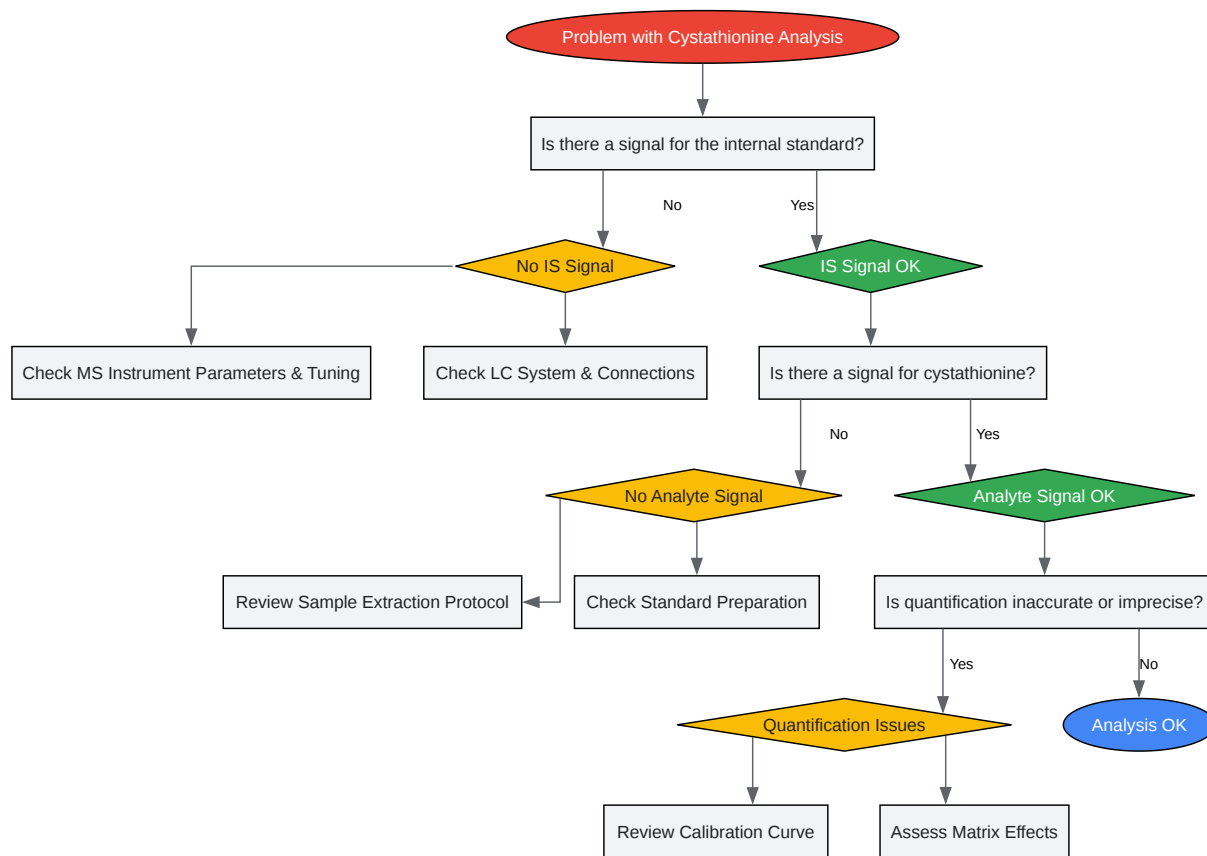 Problem with Cystathionine Analysis
Is there a signal for the internal standard?
No
Yes
No IS Signal
IS Signal OK
Check MS Instrument Parameters & Tuning
Check LC System & Connections
Is there a signal for cystathionine?
No
Yes
No Analyte Signal
Analyte Signal OK
Review Sample Extraction Protocol
Check Standard Preparation
Is quantification inaccurate or imprecise?
Yes
No
Quantification Issues
Analysis OK
Review Calibration Curve
Assess Matrix Effects